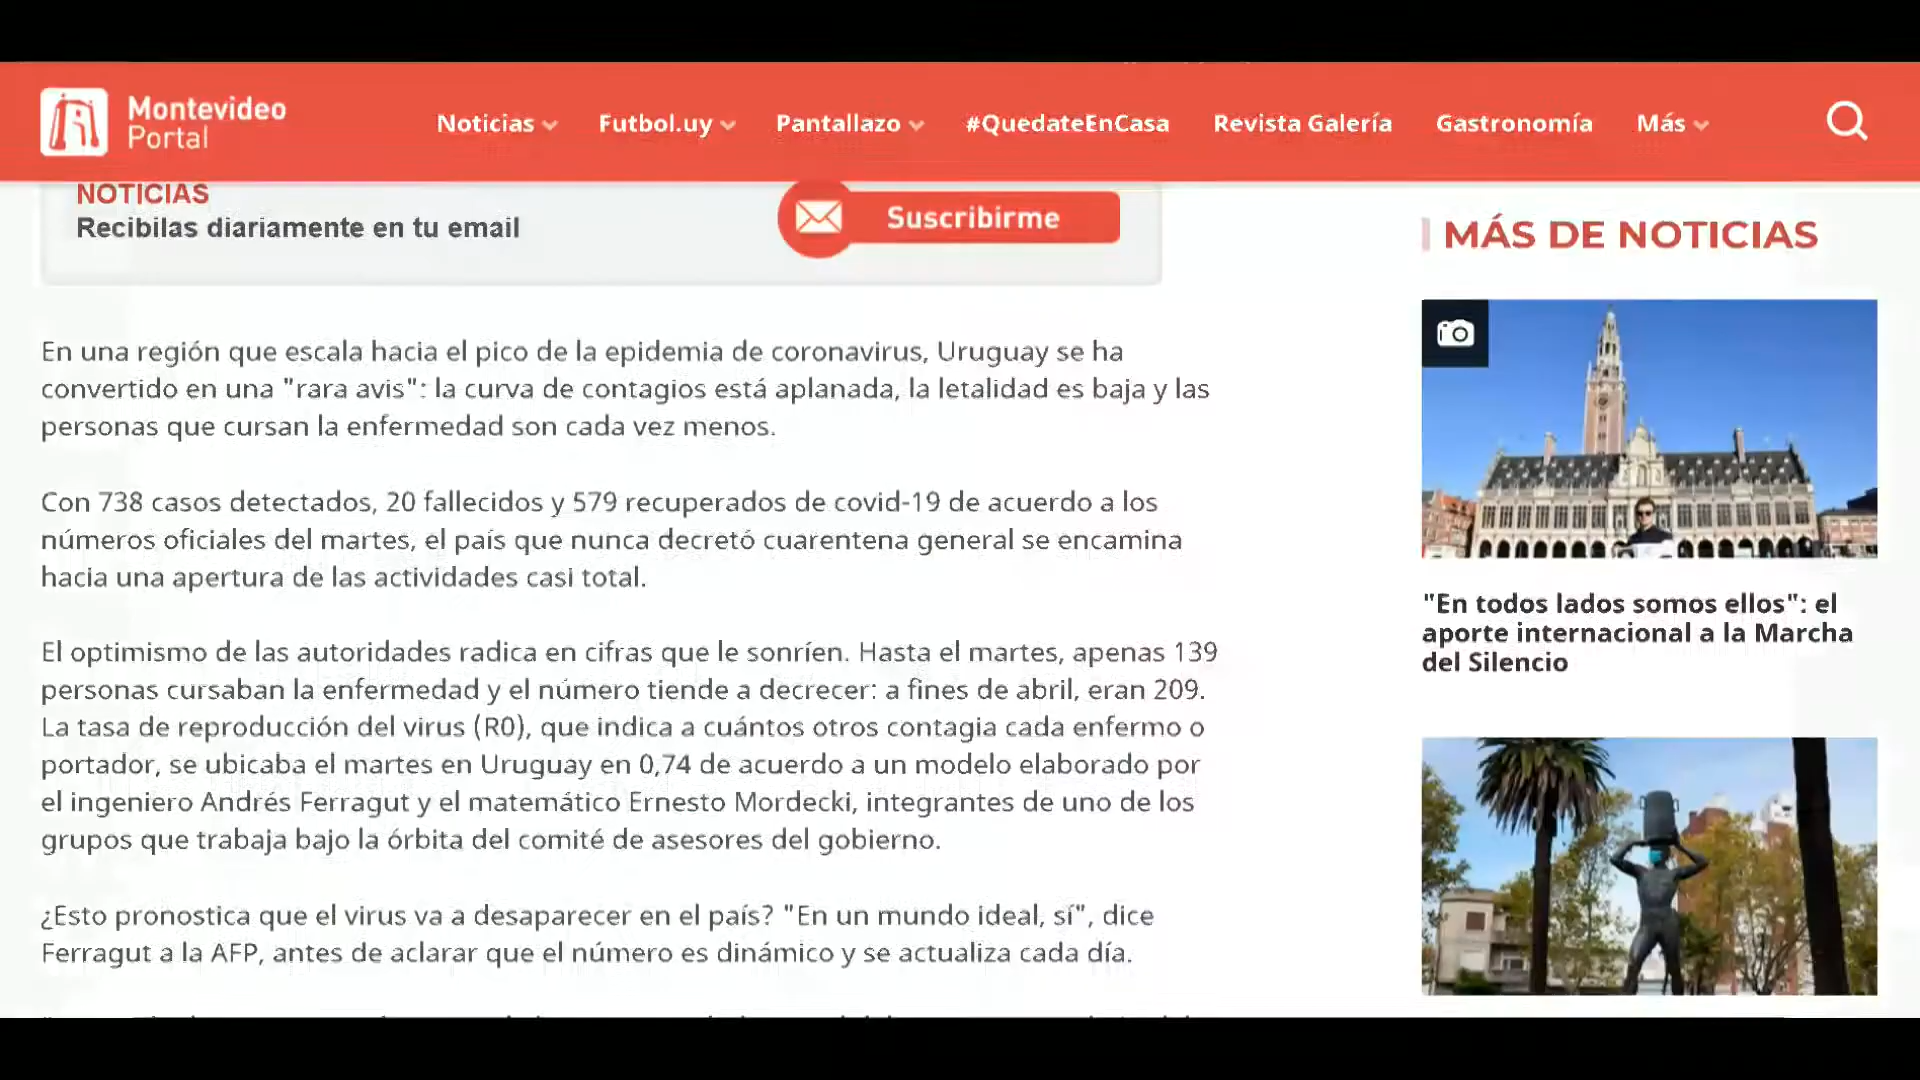 Montevideo
Portal
Noticias
Futbol.uy
Pantallazo
#QuedateEnCasa
Revista Galería
Gastronomía
Más
NOTICIAS
Recibilas diariamente en tu email
Suscribirme
En una región que escala hacia el pico de la epidemia de coronavirus, Uruguay se ha
convertido en una "rara avis": la curva de contagios está aplanada, la letalidad es baja y las
personas que cursan la enfermedad son cada vez menos.
Con 738 casos detectados, 20 fallecidos y 579 recuperados de covid-19 de acuerdo a los
números oficiales del martes, el país que nunca decretó cuarentena general se encamina
hacia una apertura de las actividades casi total.
El optimismo de las autoridades radica en cifras que le sonríen. Hasta el martes, apenas 139
personas cursaban la enfermedad y el número tiende a decrecer: a fines de abril, eran 209.
La tasa de reproducción del virus (R0), que indica a cuántos otros contagia cada enfermo o
portador, se ubicaba el martes en Uruguay en 0,74 de acuerdo a un modelo elaborado por
el ingeniero Andrés Ferragut y el matemático Ernesto Mordecki, integrantes de uno de los
grupos que trabaja bajo la órbita del comité de asesores del gobierno.
¿Esto pronostica que el virus va a desaparecer en el país? "En un mundo ideal, sí", dice
Ferragut a la AFP, antes de aclarar que el número es dinámico y se actualiza cada día.
MÁS DE NOTICIAS
"En todos lados somos ellos": el
aporte internacional a la Marcha
del Silencio